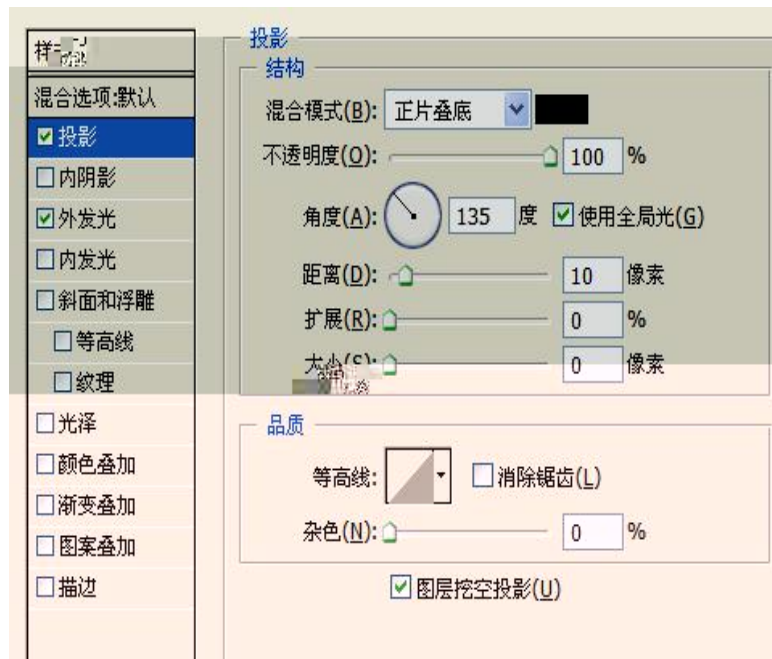 样式
混合选项:默认
投影
内阴影
外发光
内发光
斜面和浮雕
等高线
纹理
光泽
颜色叠加
渐变叠加
图案叠加
描边
投影
结构
混合模式(B): 正片叠底
不透明度(O): 100 %
角度(A): 135 度 使用全局光(G)
距离(D): 10 像素
扩展(R): 0 %
大小(S): 0 像素
品质
等高线: 消除锯齿(L)
杂色(N): 0 %
图层挖空投影(U)